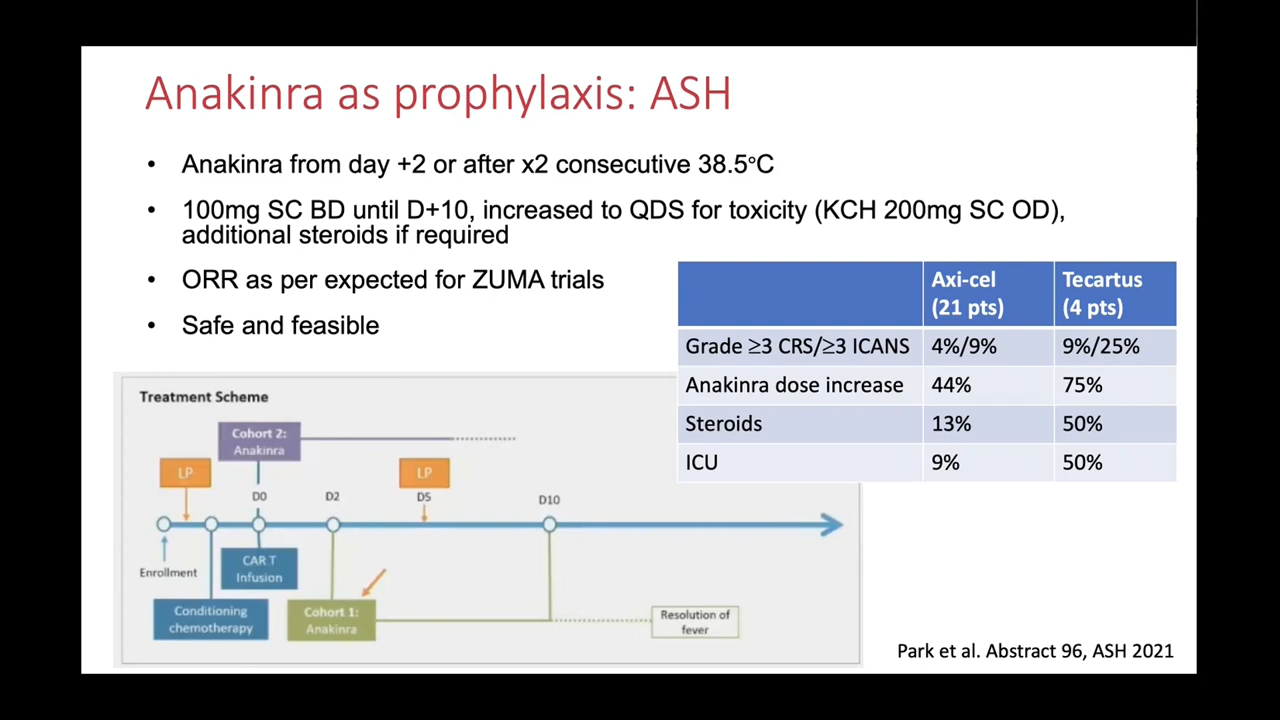 Anakinra as prophylaxis: ASH
• Anakinra from day +2 or after x2 consecutive 38.5°C
• 100mg SC BD until D+10, increased to QDS for toxicity (KCH 200mg SC OD),
additional steroids if required
• ORR as per expected for ZUMA trials
• Safe and feasible
Axi-cel (21 pts) Tecartus (4 pts)
Grade ≥3 CRS/≥3 ICANS 4%/9% 9%/25%
Anakinra dose increase 44% 75%
Steroids 13% 50%
ICU 9% 50%
Treatment Scheme
Cohort 2:
Anakinra
LP
LP
D0
D2
D5
D10
Enrollment
CAR T
Infusion
Conditioning
chemotherapy
Cohort 1:
Anakinra
Resolution of
fever
Park et al. Abstract 96, ASH 2021